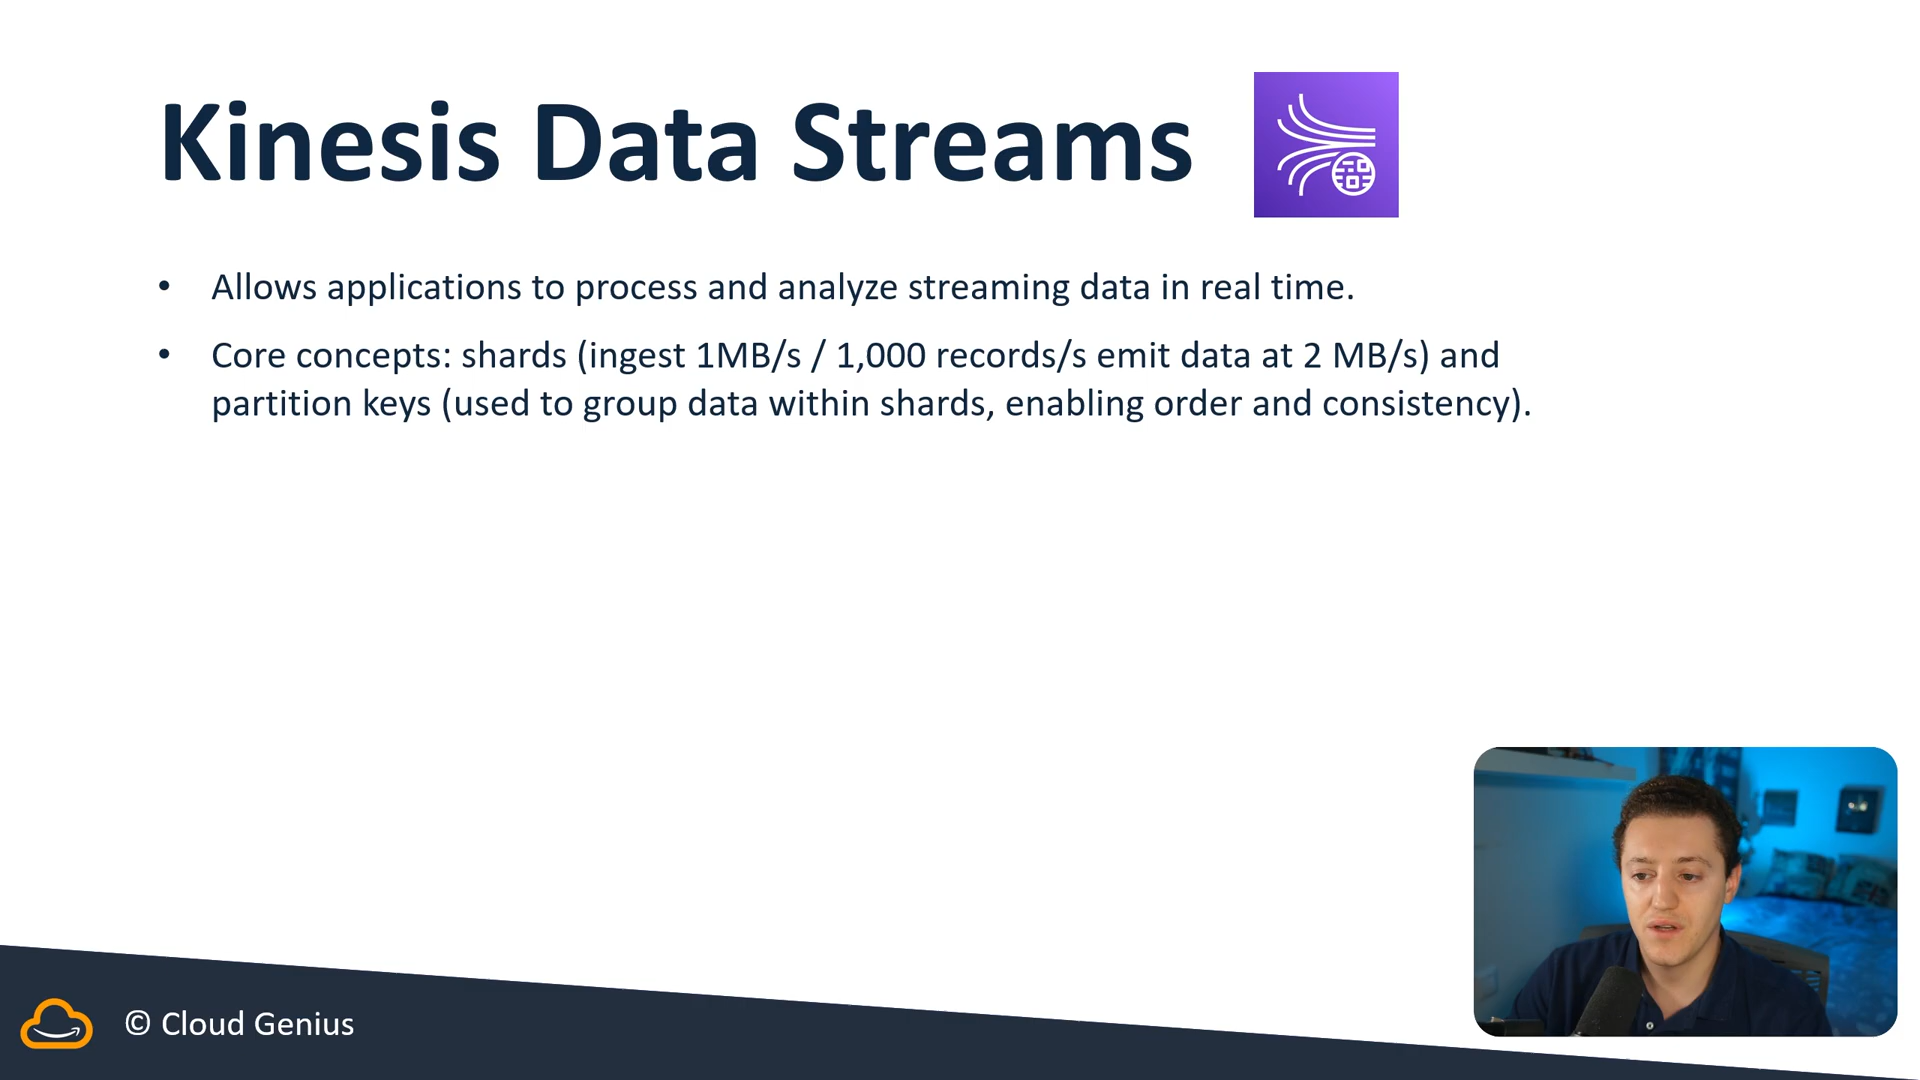 Kinesis Data Streams
• Allows applications to process and analyze streaming data in real time.
• Core concepts: shards (ingest 1MB/s / 1,000 records/s emit data at 2 MB/s) and
partition keys (used to group data within shards, enabling order and consistency).
© Cloud Genius